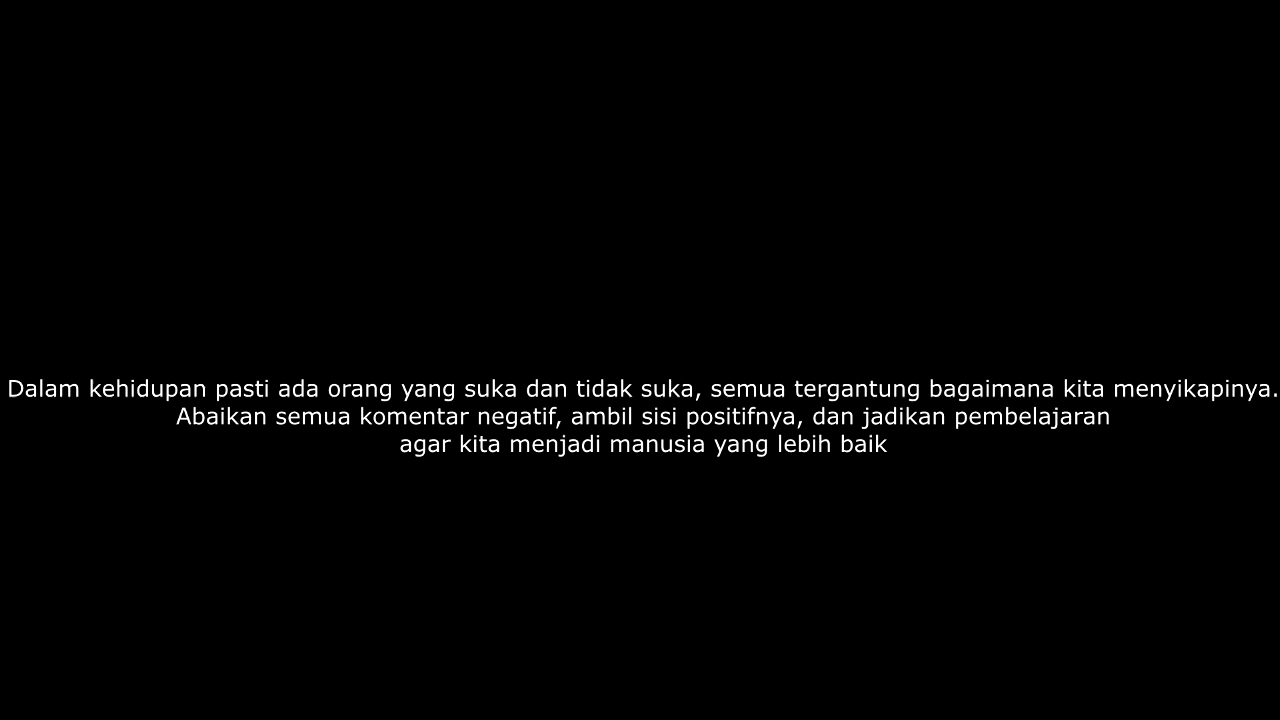 Dalam kehidupan pasti ada orang yang suka dan tidak suka, semua tergantung bagaimana kita menyikapinya.
Abaikan semua komentar negatif, ambil sisi positifnya, dan jadikan pembelajaran
agar kita menjadi manusia yang lebih baik